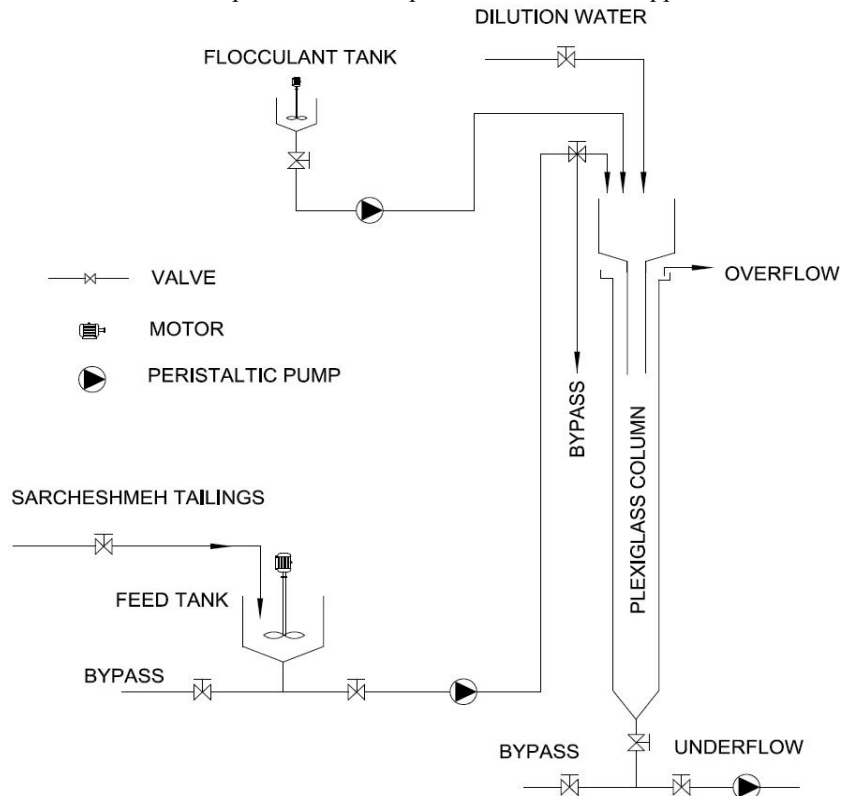 DILUTION WATER
FLOCCULANT TANK
OVERFLOW
VALVE
MOTOR
PERISTALTIC PUMP
BYPASS
PLEXIGLASS COLUMN
SARCHESHMEH TAILINGS
FEED TANK
BYPASS
BYPASS
UNDERFLOW